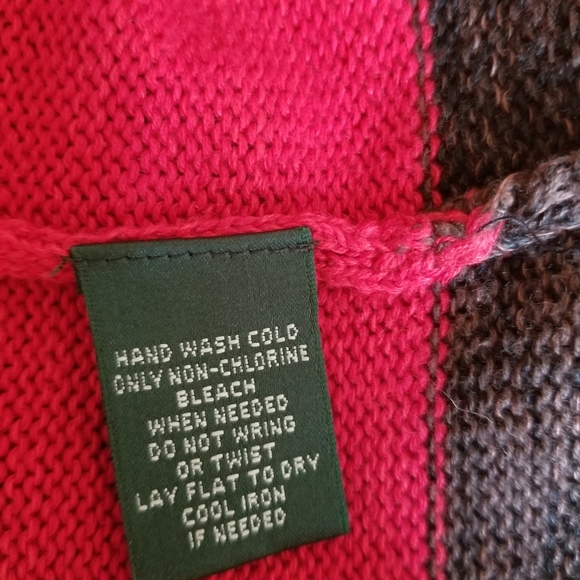 HAND WASH COLD
ONLY NON-CHLORINE
BLEACH
WHEN NEEDED
DO NOT WRING
OR TWIST
LAY FLAT TO DRY
COOL IRON
IF NEEDED